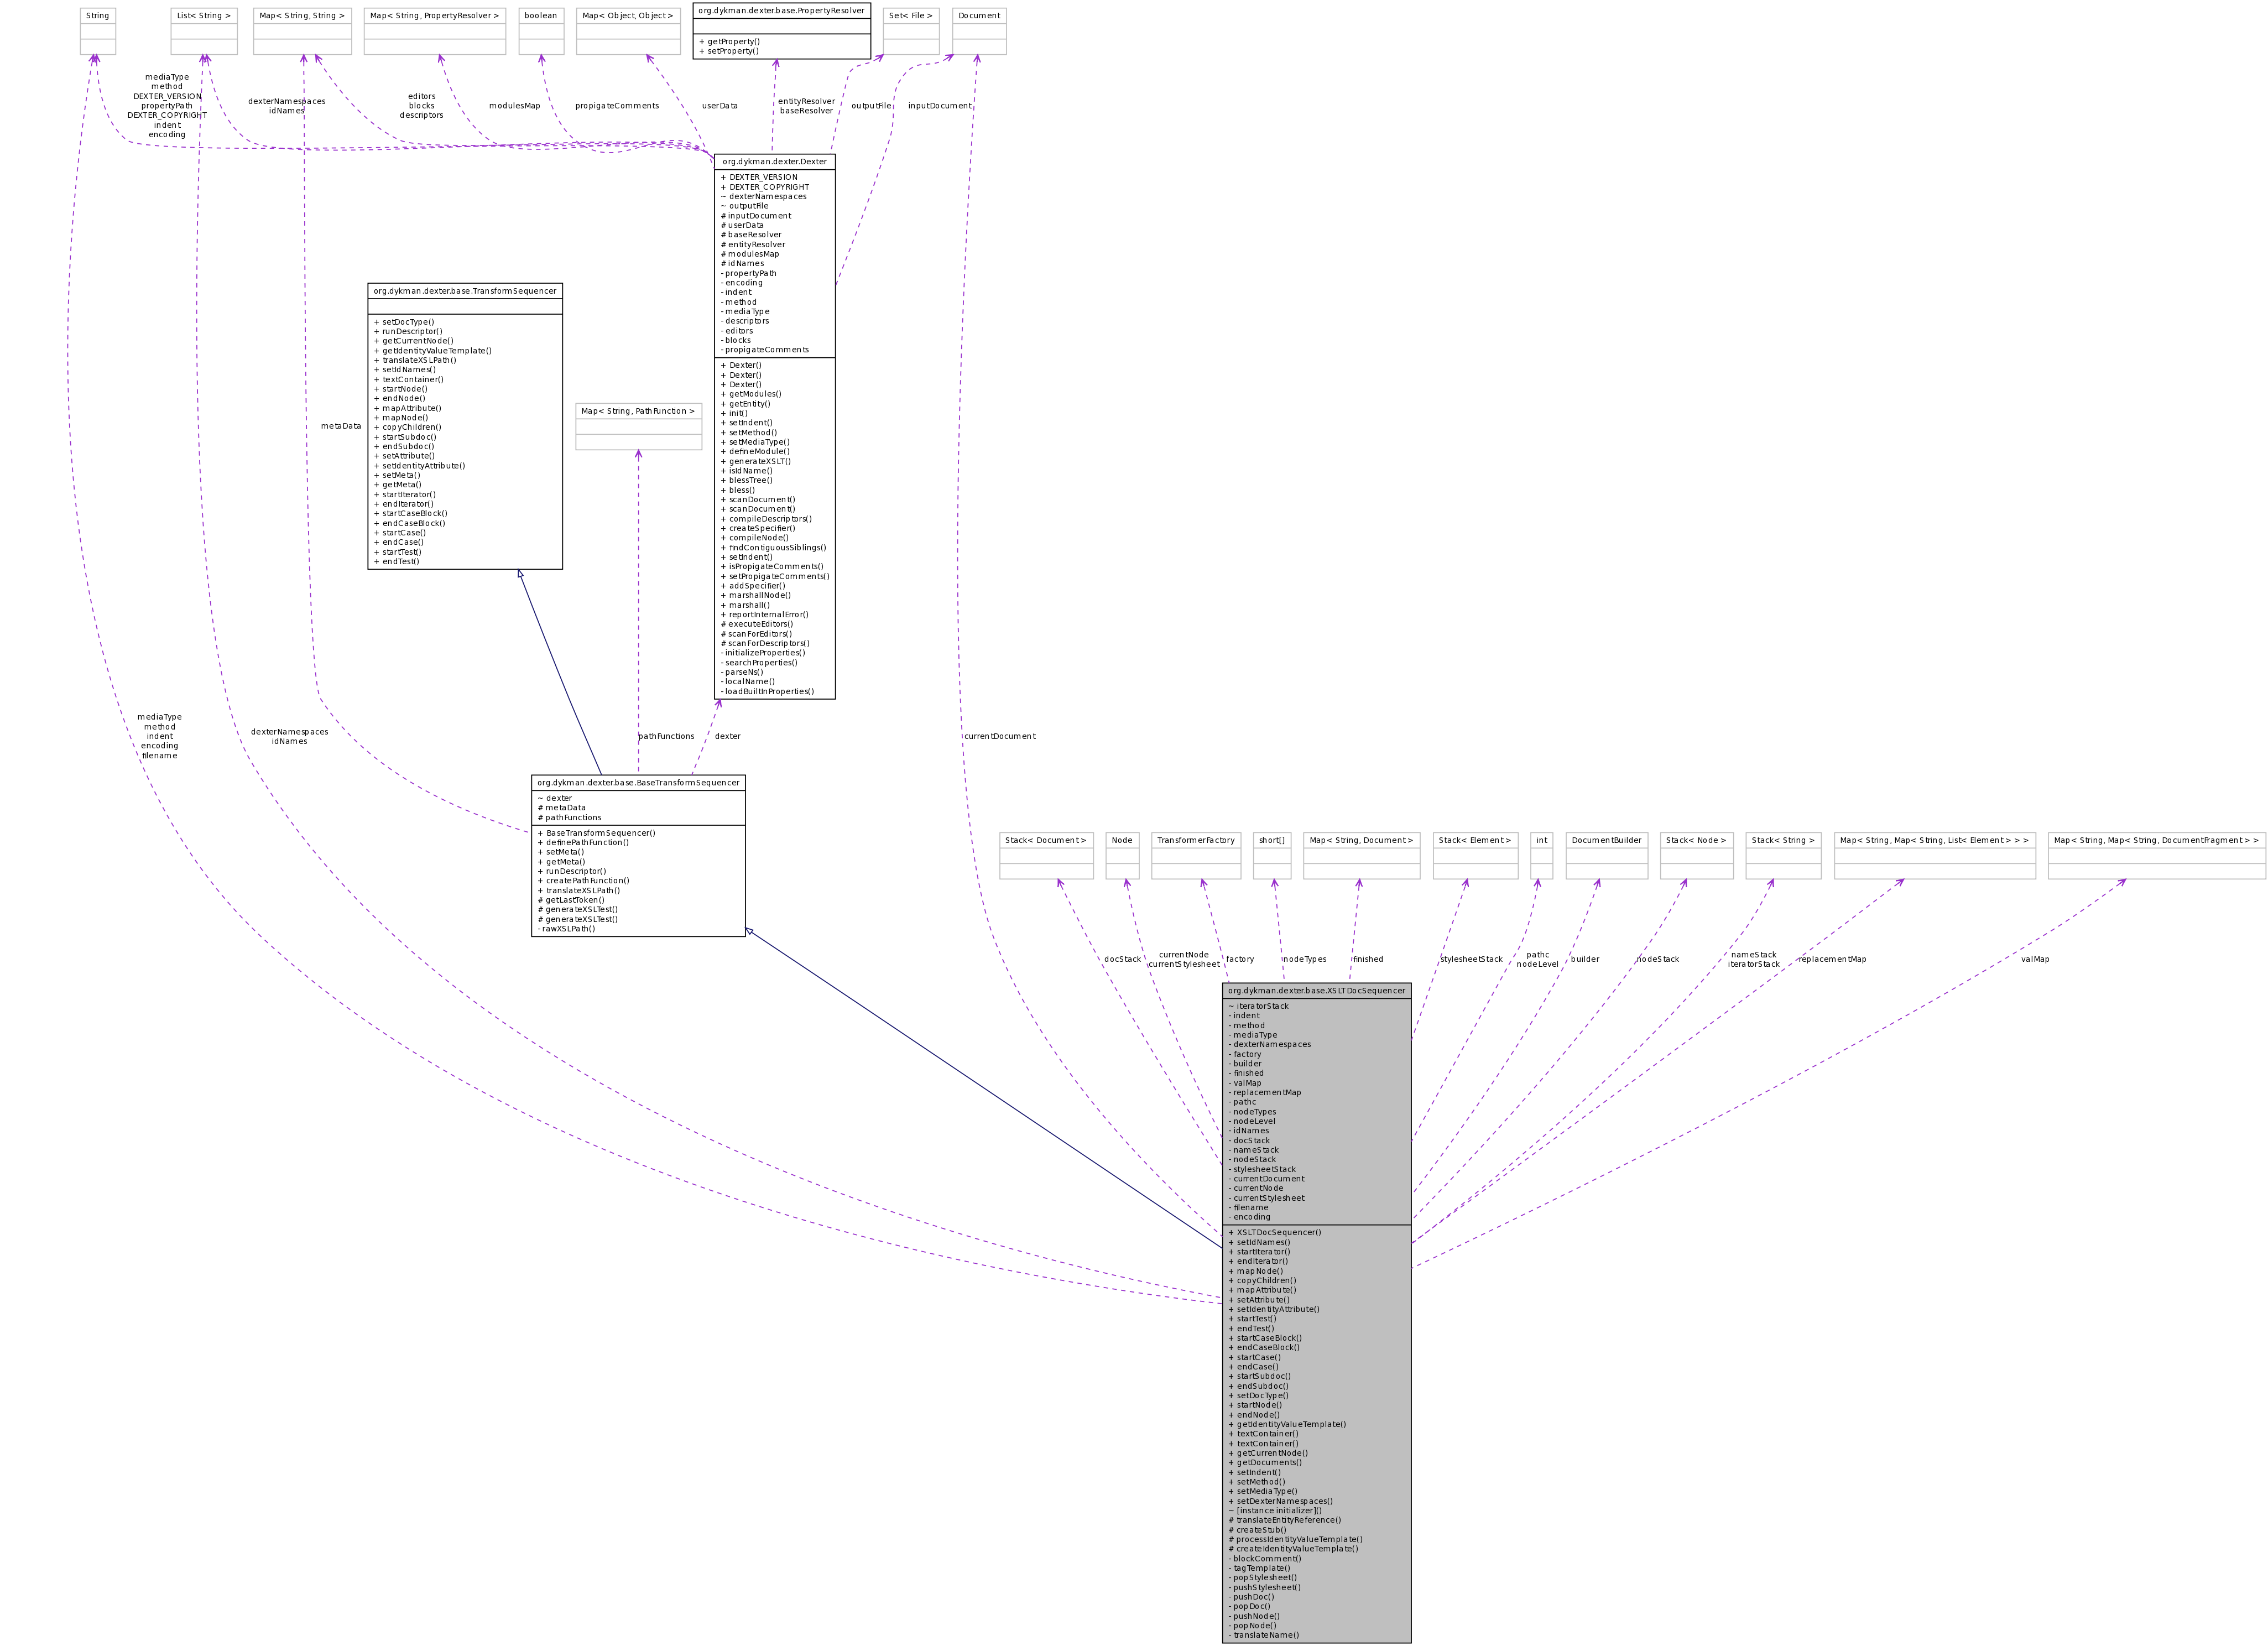 String
List< String >
Map< String, String >
Map< String, PropertyResolver >
boolean
Map< Object, Object >
org.dykman.dexter.base.PropertyResolver
+ getProperty()
+ setProperty()
Set< File >
Document
mediaType
method
DEXTER_VERSION
propertyPath
DEXTER_COPYRIGHT
indent
encoding
dexterNamespaces
idNames
editors
blocks
descriptors
modulesMap
propigateComments
userData
entityResolver
baseResolver
outputFile
inputDocument
org.dykman.dexter.Dexter
+ DEXTER_VERSION
+ DEXTER_COPYRIGHT
~ dexterNamespaces
~ outputFile
# inputDocument
# userData
# baseResolver
# entityResolver
# modulesMap
# idNames
- propertyPath
- encoding
- indent
- method
- mediaType
- descriptors
- editors
- blocks
- propigateComments
+ Dexter()
+ Dexter()
+ Dexter()
+ getModules()
+ getEntity()
+ init()
+ setIndent()
+ setMethod()
+ setMediaType()
+ defineModule()
+ generateXSLT()
+ isIdName()
+ blessTree()
+ bless()
+ scanDocument()
+ scanDocument()
+ compileDescriptors()
+ createSpecifier()
+ compileNode()
+ findContiguousSiblings()
+ setIndent()
+ isPropigateComments()
+ setPropigateComments()
+ addSpecifier()
+ marshallNode()
+ marshall()
+ reportInternalError()
# executeEditors()
# scanForEditors()
# scanForDescriptors()
- initializeProperties()
- searchProperties()
- parseNs()
- localName()
- loadBuiltInProperties()
org.dykman.dexter.base.TransformSequencer
+ setDocType()
+ runDescriptor()
+ getCurrentNode()
+ getIdentityValueTemplate()
+ translateXSLPath()
+ setIdNames()
+ textContainer()
+ startNode()
+ endNode()
+ mapAttribute()
+ mapNode()
+ copyChildren()
+ startSubdoc()
+ endSubdoc()
+ setAttribute()
+ setIdentityAttribute()
+ setMeta()
+ getMeta()
+ startIterator()
+ endIterator()
+ startCaseBlock()
+ endCaseBlock()
+ startCase()
+ endCase()
+ startTest()
+ endTest()
Map< String, PathFunction >
metaData
mediaType
method
indent
encoding
filename
dexterNamespaces
idNames
pathFunctions
dexter
currentDocument
org.dykman.dexter.base.BaseTransformSequencer
~ dexter
# metaData
# pathFunctions
+ BaseTransformSequencer()
+ definePathFunction()
+ setMeta()
+ getMeta()
+ runDescriptor()
+ createPathFunction()
+ translateXSLPath()
# getLastToken()
# generateXSLTest()
# generateXSLTest()
- rawXSLPath()
Stack< Document >
Node
TransformerFactory
short[]
Map< String, Document >
Stack< Element >
int
DocumentBuilder
Stack< Node >
Stack< String >
Map< String, Map< String, List< Element > > >
Map< String, Map< String, DocumentFragment > >
docStack
currentNode
currentStylesheet
factory
nodeTypes
finished
stylesheetStack
pathc
nodeLevel
builder
nodeStack
nameStack
iteratorStack
replacementMap
valMap
org.dykman.dexter.base.XSLTDocSequencer
~ iteratorStack
- indent
- method
- mediaType
- dexterNamespaces
- factory
- builder
- finished
- valMap
- replacementMap
- pathc
- nodeTypes
- nodeLevel
- idNames
- docStack
- nameStack
- nodeStack
- stylesheetStack
- currentDocument
- currentNode
- currentStylesheet
- filename
- encoding
+ XSLTDocSequencer()
+ setIdNames()
+ startIterator()
+ endIterator()
+ mapNode()
+ copyChildren()
+ mapAttribute()
+ setAttribute()
+ setIdentityAttribute()
+ startTest()
+ endTest()
+ startCaseBlock()
+ endCaseBlock()
+ startCase()
+ endCase()
+ startSubdoc()
+ endSubdoc()
+ setDocType()
+ startNode()
+ endNode()
+ getIdentityValueTemplate()
+ textContainer()
+ textContainer()
+ getCurrentNode()
+ getDocuments()
+ setIndent()
+ setMethod()
+ setMediaType()
+ setDexterNamespaces()
~ [instance initializer]()
# translateEntityReference()
# createStub()
# processIdentityValueTemplate()
# createIdentityValueTemplate()
- blockComment()
- tagTemplate()
- popStylesheet()
- pushStylesheet()
- pushDoc()
- popDoc()
- pushNode()
- popNode()
- translateName()